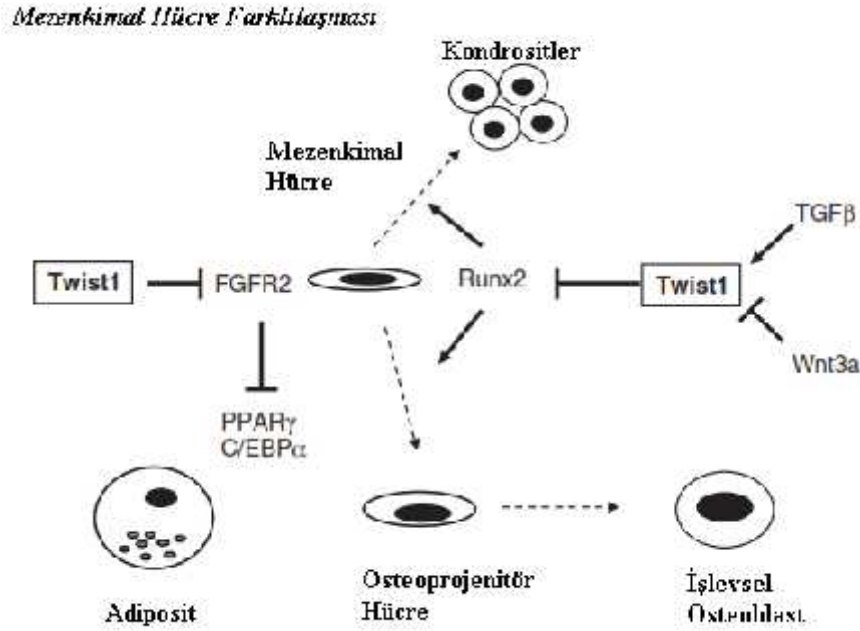 Mezenkimal Hücre Farklılaşması
Kondrositler
Mezenkimal
Hücre
TGFβ
Twist1
FGFR2
Runx2
Twist1
Wnt3a
PPARγ
C/EBPα
Adiposit
Osteoprojenitör
Hücre
İşlevsel
Osteoblast